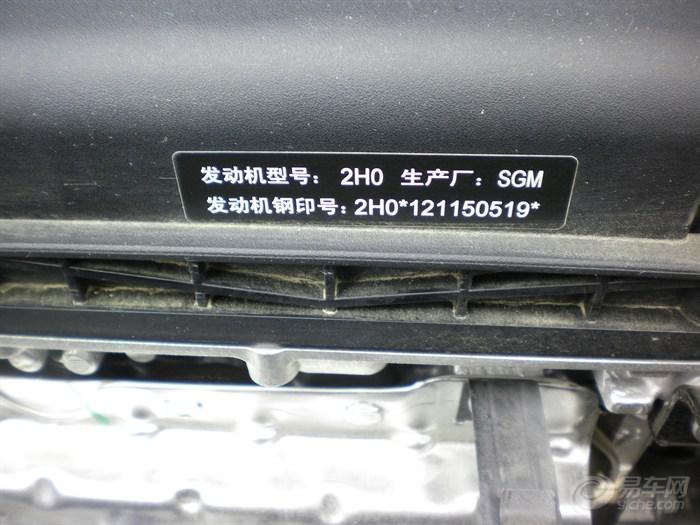 发动机型号： 2H0 生产厂：SGM
发动机钢印号：2H0*121150519*
易车网
yiche.com